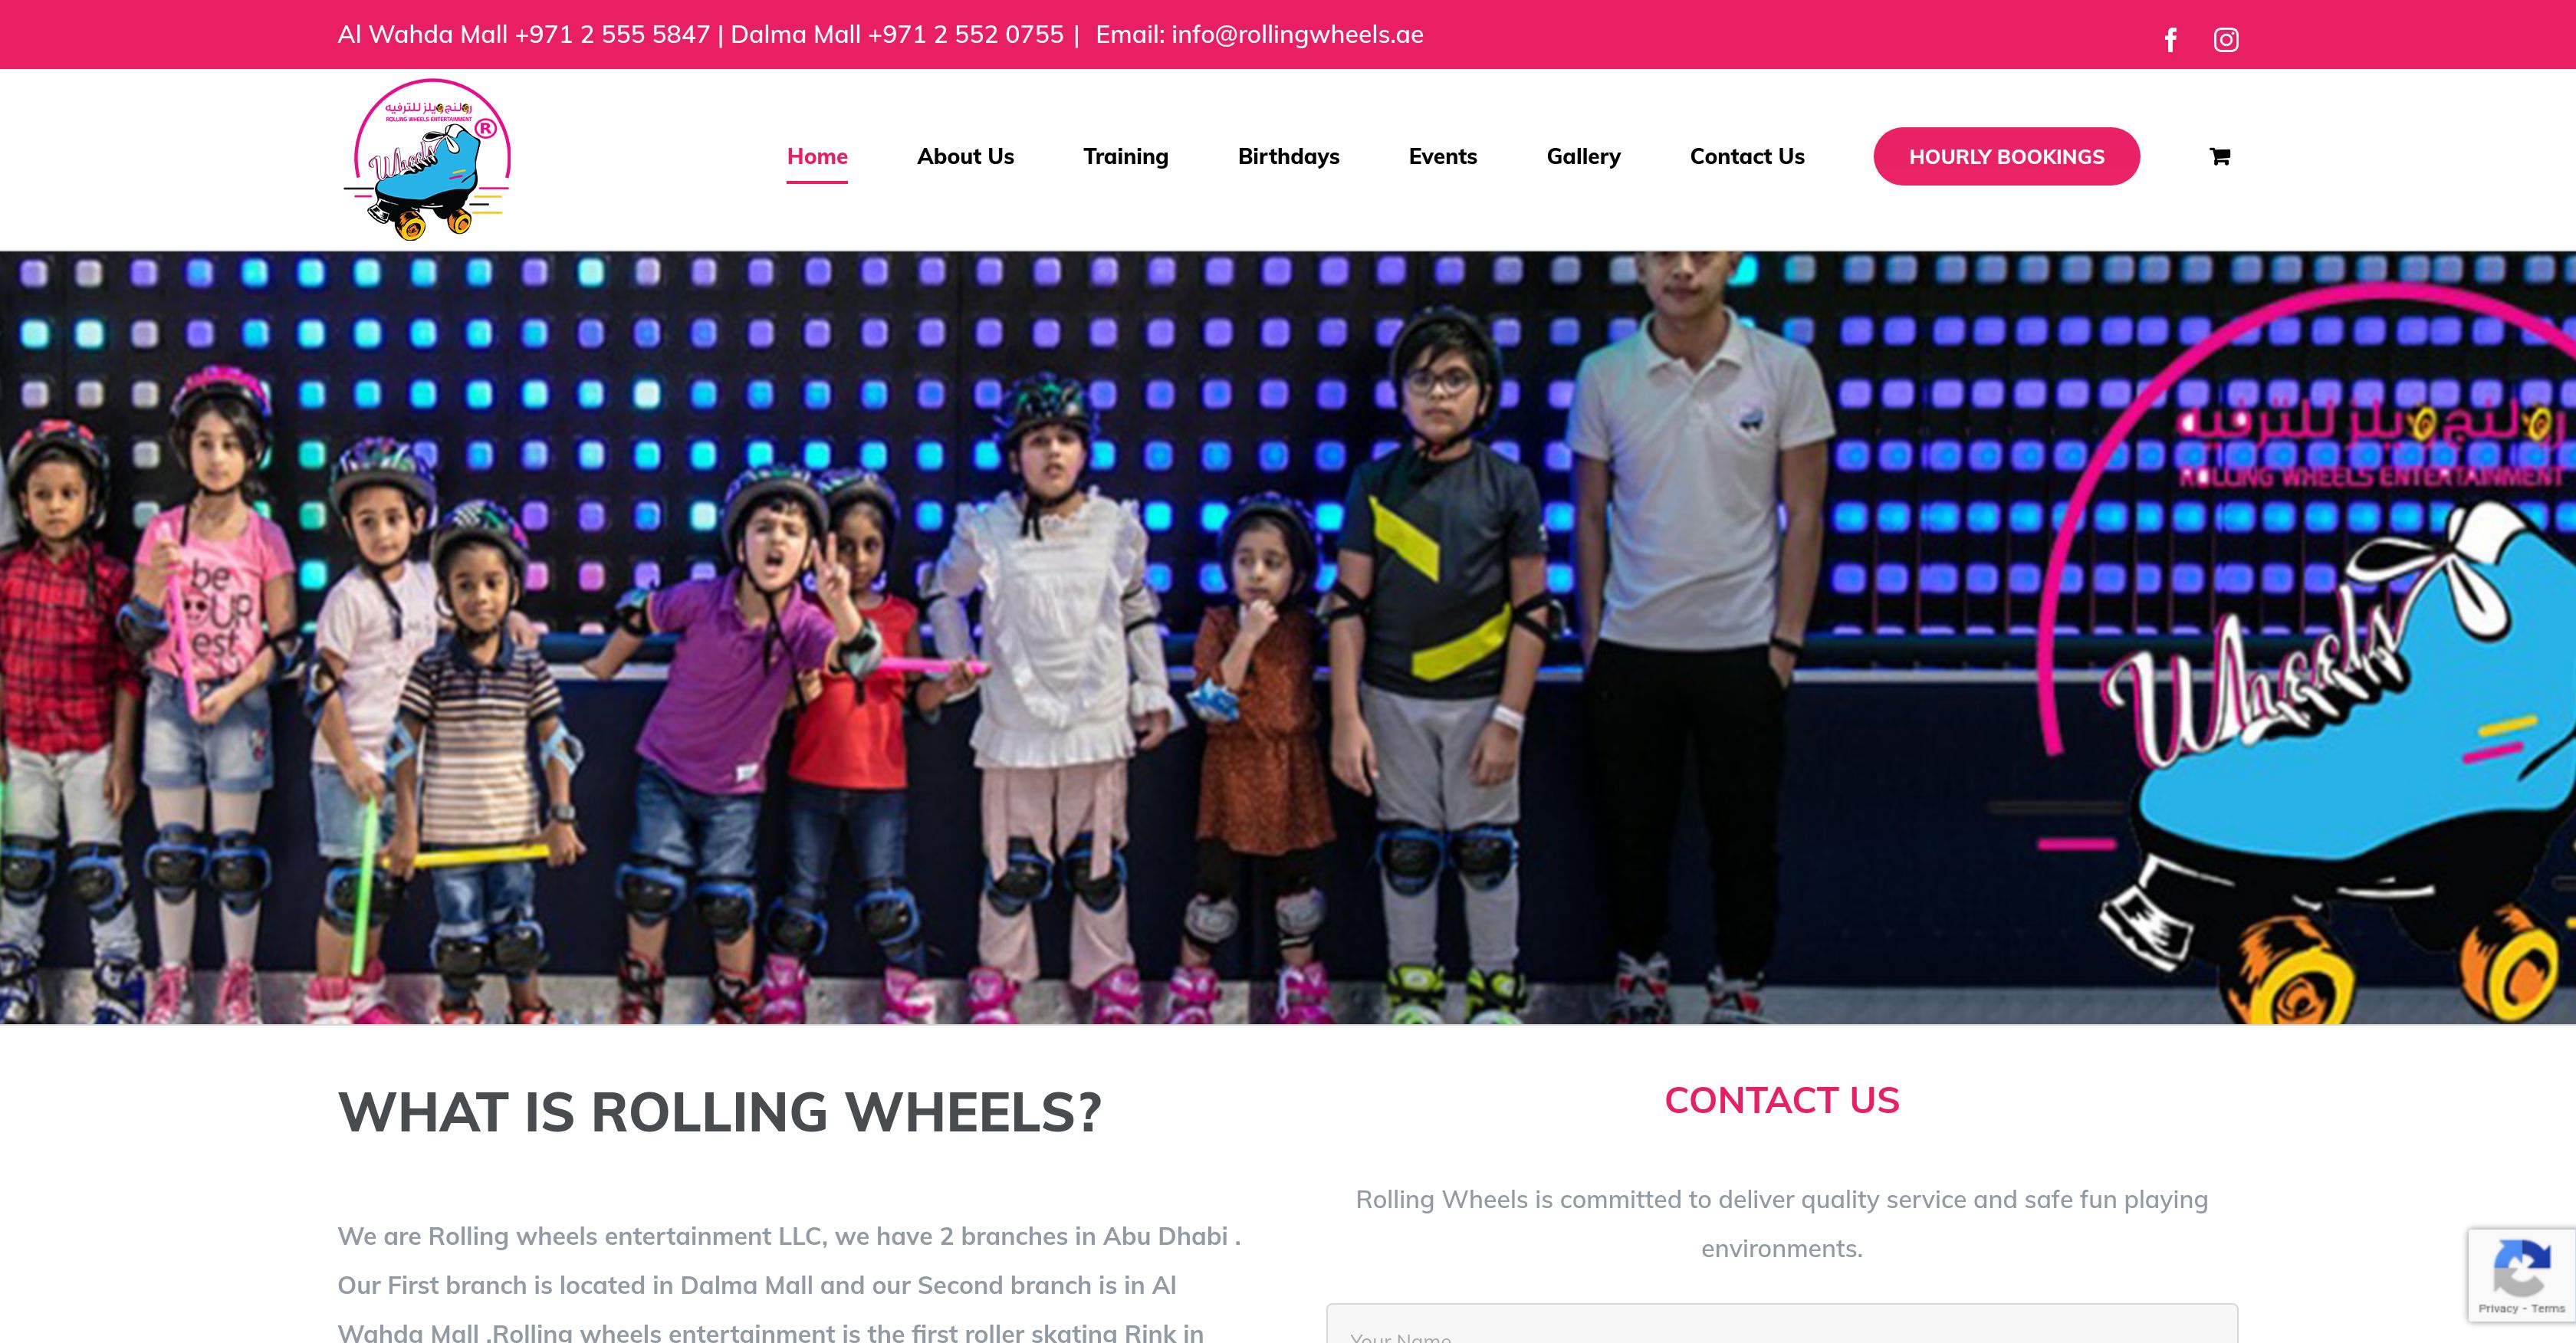 Al Wahda Mall +971 2 555 5847 | Dalma Mall +971 2 552 0755 | Email: info@rollingwheels.ae
رولنج ويلز للترفيه
ROLLING WHEELS ENTERTAINMENT
®
Wheels
Home
About Us
Training
Birthdays
Events
Gallery
Contact Us
HOURLY BOOKINGS
be
OUR
est
رولنج ويلز للترفيه
ROLLING WHEELS ENTERTAINMENT
Wheels
WHAT IS ROLLING WHEELS?
We are Rolling wheels entertainment LLC, we have 2 branches in Abu Dhabi .
Our First branch is located in Dalma Mall and our Second branch is in Al
Wahda Mall .Rolling wheels entertainment is the first roller skating Rink in
CONTACT US
Rolling Wheels is committed to deliver quality service and safe fun playing
environments.
Your Name
Privacy - Terms